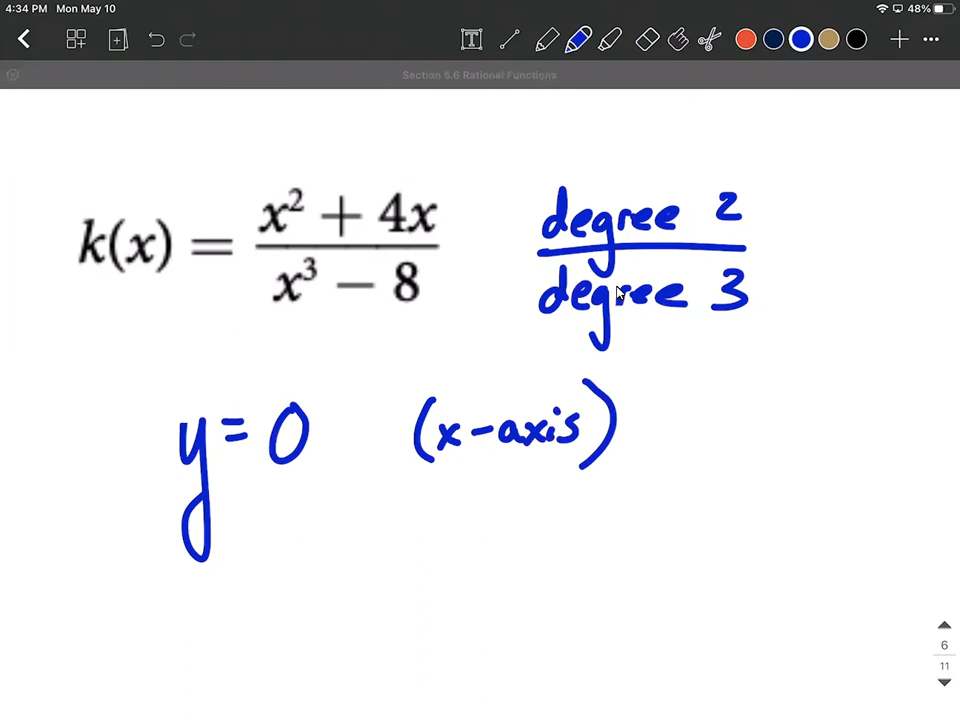 4:34 PM Mon May 10
48%
Section 5.6 Rational Functions
k(x) = (x² + 4x)/(x³ − 8)
degree 2
degree 3
y = 0 (x-axis)
6
11